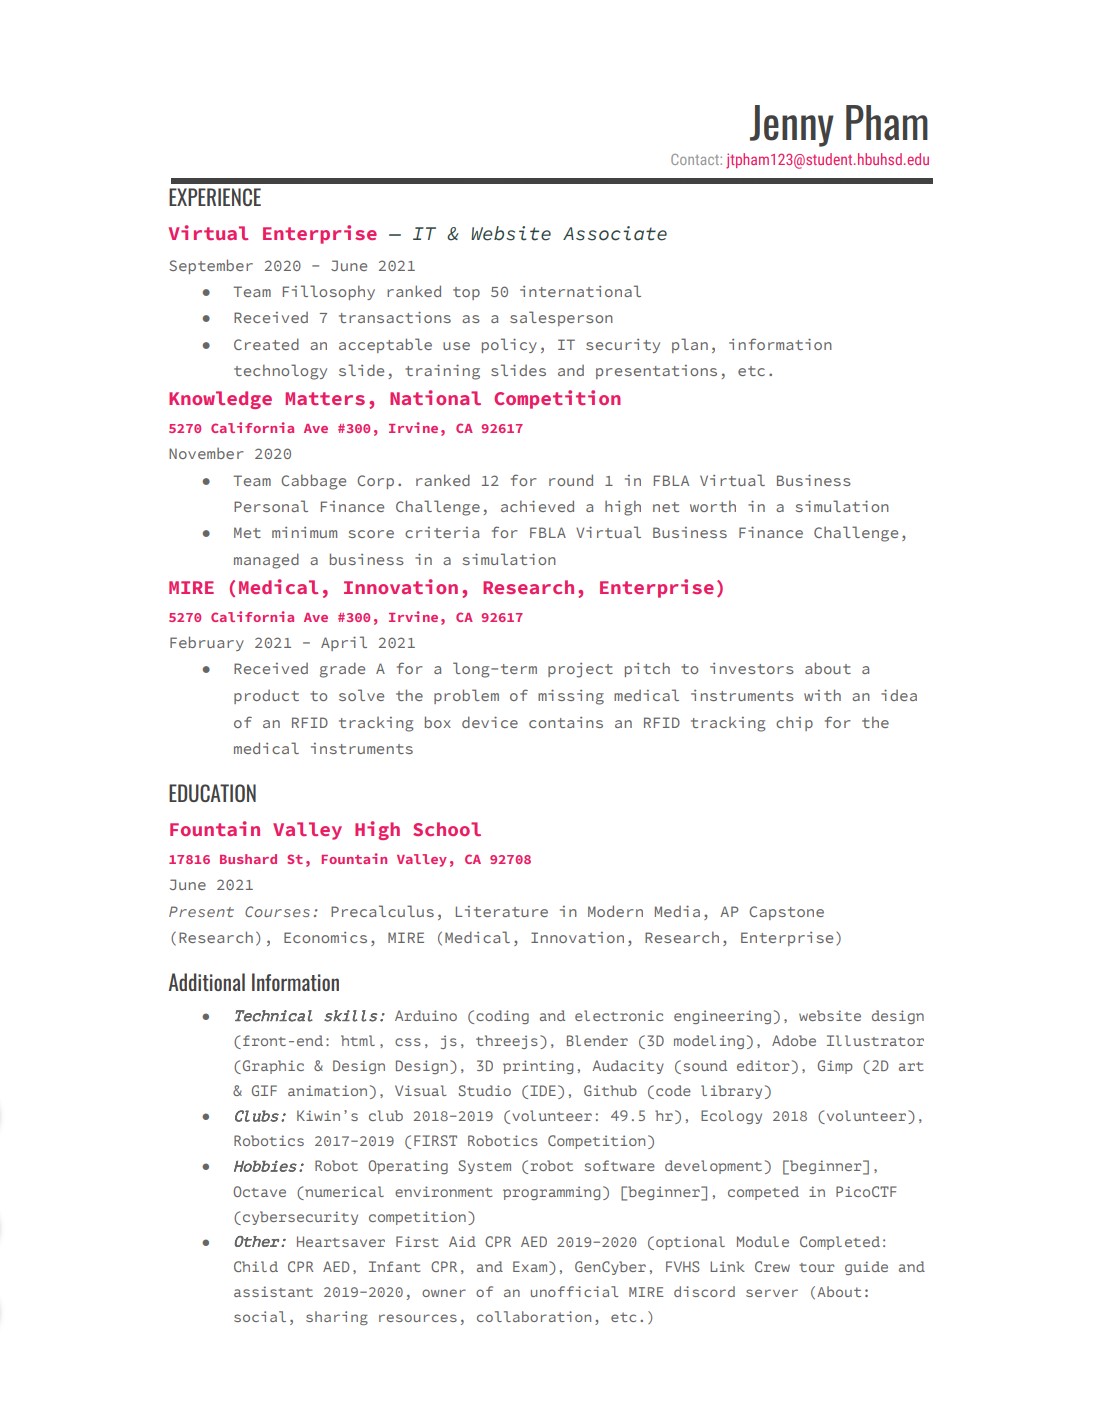 Jenny Pham
Contact: jtpham123@student.hbuhsd.edu
EXPERIENCE
Virtual Enterprise — IT & Website Associate
September 2020 - June 2021
● Team Fillosophy ranked top 50 international
● Received 7 transactions as a salesperson
● Created an acceptable use policy, IT security plan, information
technology slide, training slides and presentations, etc.
Knowledge Matters, National Competition
5270 California Ave #300, Irvine, CA 92617
November 2020
● Team Cabbage Corp. ranked 12 for round 1 in FBLA Virtual Business
Personal Finance Challenge, achieved a high net worth in a simulation
● Met minimum score criteria for FBLA Virtual Business Finance Challenge,
managed a business in a simulation
MIRE (Medical, Innovation, Research, Enterprise)
5270 California Ave #300, Irvine, CA 92617
February 2021 - April 2021
● Received grade A for a long-term project pitch to investors about a
product to solve the problem of missing medical instruments with an idea
of an RFID tracking box device contains an RFID tracking chip for the
medical instruments
EDUCATION
Fountain Valley High School
17816 Bushard St, Fountain Valley, CA 92708
June 2021
Present Courses: Precalculus, Literature in Modern Media, AP Capstone
(Research), Economics, MIRE (Medical, Innovation, Research, Enterprise)
Additional Information
● Technical skills: Arduino (coding and electronic engineering), website design
(front-end: html, css, js, threejs), Blender (3D modeling), Adobe Illustrator
(Graphic & Design Design), 3D printing, Audacity (sound editor), Gimp (2D art
& GIF animation), Visual Studio (IDE), Github (code library)
● Clubs: Kiwin's club 2018-2019 (volunteer: 49.5 hr), Ecology 2018 (volunteer),
Robotics 2017-2019 (FIRST Robotics Competition)
● Hobbies: Robot Operating System (robot software development) [beginner],
Octave (numerical environment programming) [beginner], competed in PicoCTF
(cybersecurity competition)
● Other: Heartsaver First Aid CPR AED 2019-2020 (optional Module Completed:
Child CPR AED, Infant CPR, and Exam), GenCyber, FVHS Link Crew tour guide and
assistant 2019-2020, owner of an unofficial MIRE discord server (About:
social, sharing resources, collaboration, etc.)